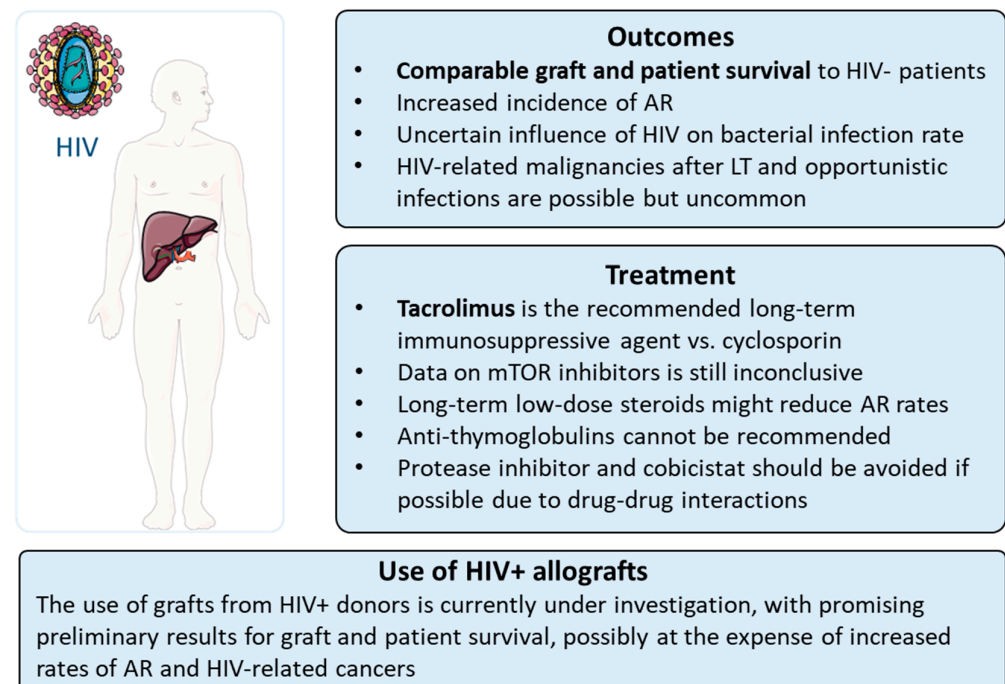 HIV
Outcomes
• Comparable graft and patient survival to HIV- patients
• Increased incidence of AR
• Uncertain influence of HIV on bacterial infection rate
• HIV-related malignancies after LT and opportunistic
infections are possible but uncommon
Treatment
• Tacrolimus is the recommended long-term
immunosuppressive agent vs. cyclosporin
• Data on mTOR inhibitors is still inconclusive
• Long-term low-dose steroids might reduce AR rates
• Anti-thymoglobulins cannot be recommended
• Protease inhibitor and cobicistat should be avoided if
possible due to drug-drug interactions
Use of HIV+ allografts
The use of grafts from HIV+ donors is currently under investigation, with promising
preliminary results for graft and patient survival, possibly at the expense of increased
rates of AR and HIV-related cancers